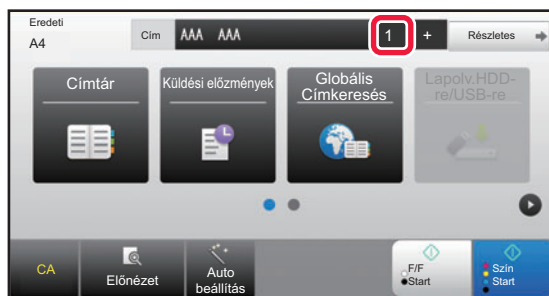 Eredeti
A4
Cím
AAA AAA
1
+
Részletes
Címtár
Küldési előzmények
Globális
Címkeresés
Lapolv.HDD-
re/USB-re
CA
Előnézet
Auto
beállítás
F/F
Start
Szín
Start